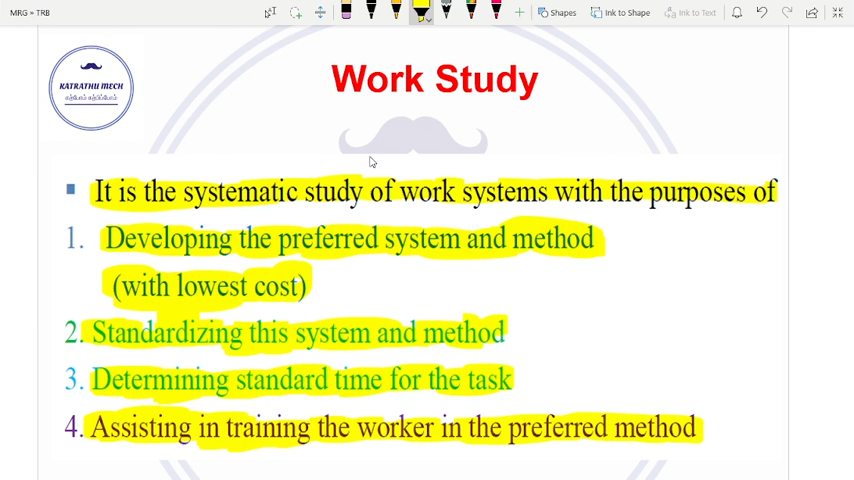 MRG = TRB
Shapes
Ink to Shape
Ink to Text
Work Study
KATRATHU MECH
கற்போம் கற்பிப்போம்
▪ It is the systematic study of work systems with the purposes of
1. Developing the preferred system and method
(with lowest cost)
2. Standardizing this system and method
3. Determining standard time for the task
4. Assisting in training the worker in the preferred method